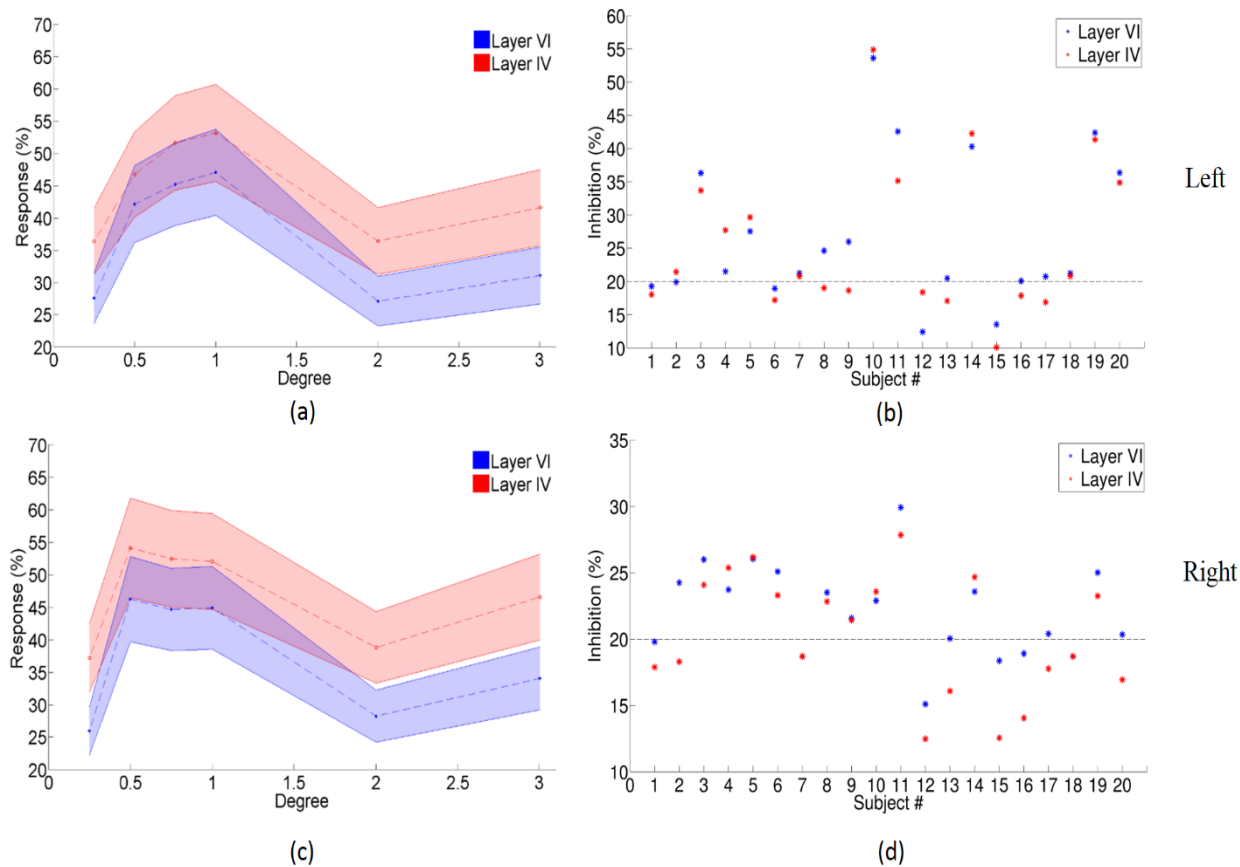 70
65
60
55
50
45
40
35
30
25
20
Response (%)
0 0.5 1 1.5 2 2.5 3
Degree
Layer VI
Layer IV
(a)
60
55
50
45
40
35
30
25
20
15
10
Inhibition (%)
1 2 3 4 5 6 7 8 9 10 11 12 13 14 15 16 17 18 19 20
Subject #
Layer VI
Layer IV
(b)
Left
70
65
60
55
50
45
40
35
30
25
20
Response (%)
0 0.5 1 1.5 2 2.5 3
Degree
Layer VI
Layer IV
(c)
35
30
25
20
15
10
Inhibition (%)
0 1 2 3 4 5 6 7 8 9 10 11 12 13 14 15 16 17 18 19 20
Subject #
Layer VI
Layer IV
(d)
Right